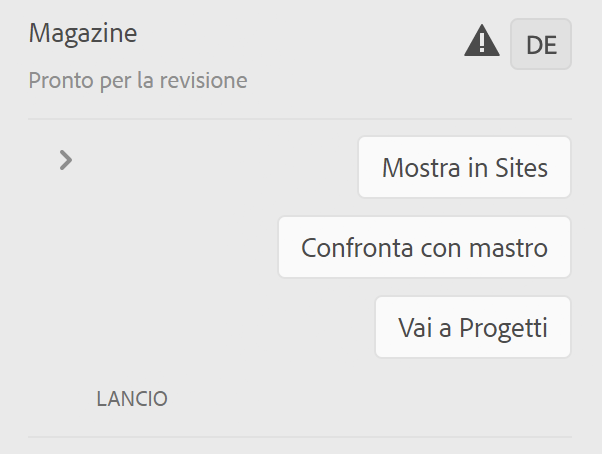 Magazine
DE
Pronto per la revisione
Mostra in Sites
Confronta con mastro
Vai a Progetti
LANCIO